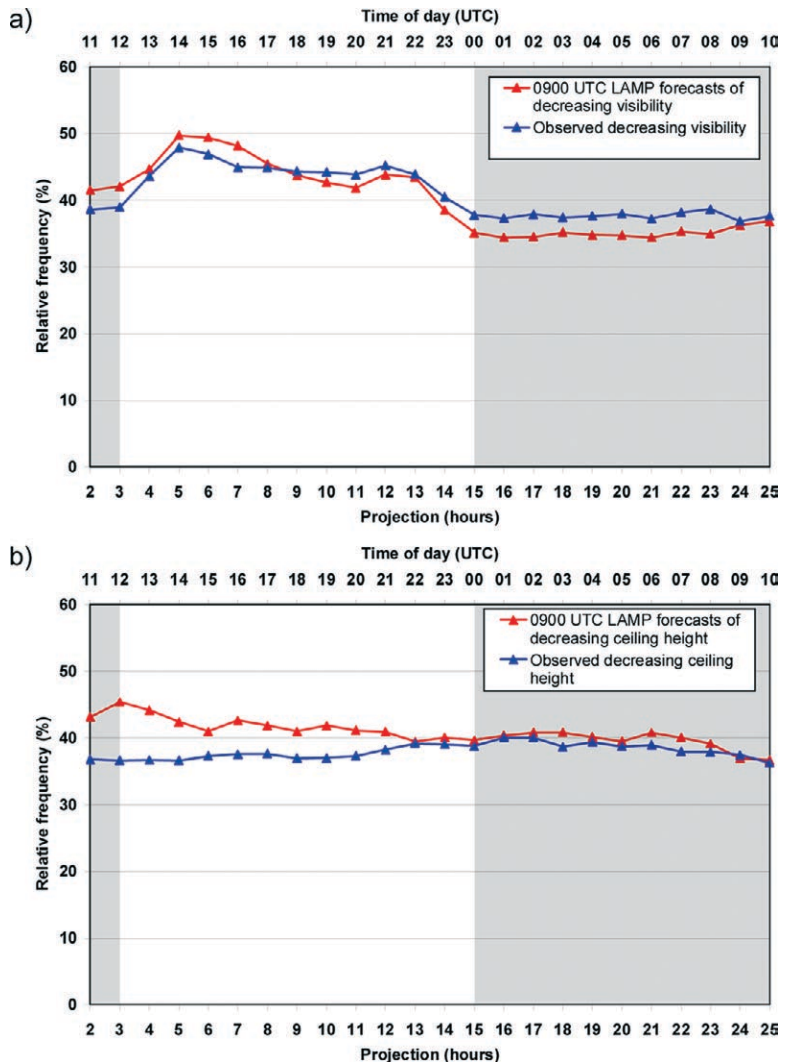 a)
Time of day (UTC)
11 12 13 14 15 16 17 18 19 20 21 22 23 00 01 02 03 04 05 06 07 08 09 10
60
50
40
30
20
10
0
Relative frequency (%)
0900 UTC LAMP forecasts of
decreasing visibility
Observed decreasing visibility
2 3 4 5 6 7 8 9 10 11 12 13 14 15 16 17 18 19 20 21 22 23 24 25
Projection (hours)
b)
Time of day (UTC)
11 12 13 14 15 16 17 18 19 20 21 22 23 00 01 02 03 04 05 06 07 08 09 10
60
50
40
30
20
10
0
Relative frequency (%)
0900 UTC LAMP forecasts of
decreasing ceiling height
Observed decreasing ceiling
height
2 3 4 5 6 7 8 9 10 11 12 13 14 15 16 17 18 19 20 21 22 23 24 25
Projection (hours)